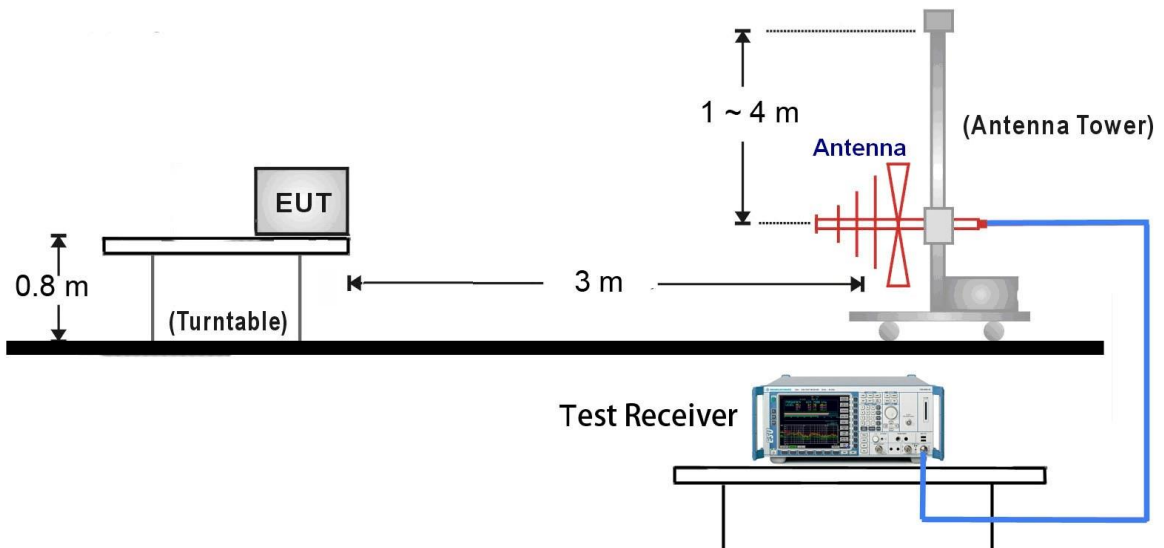 1 ~ 4 m
(Antenna Tower)
Antenna
EUT
0.8 m
3 m
(Turntable)
Test Receiver